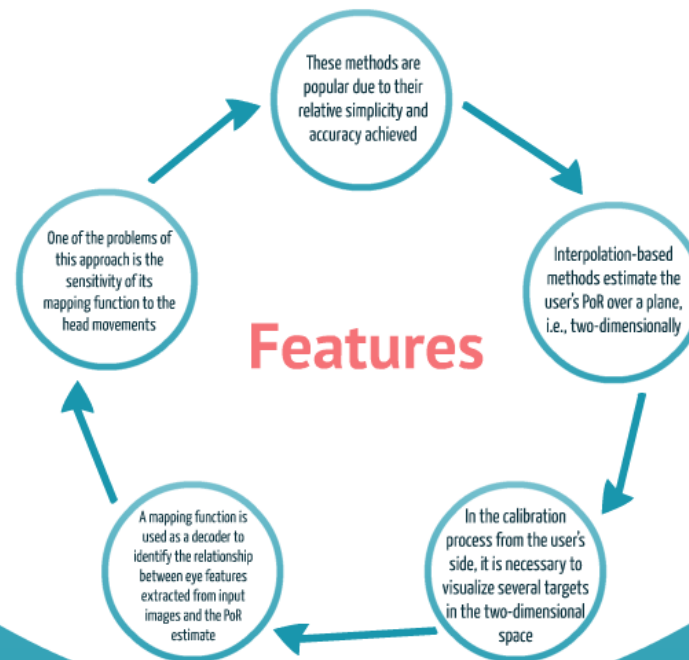 These methods are
popular due to their
relative simplicity and
accuracy achieved
Interpolation-based
methods estimate the
user's PoR over a plane,
i.e., two-dimensionally
In the calibration
process from the user's
side, it is necessary to
visualize several targets
in the two-dimensional
space
A mapping function is
used as a decoder to
identify the relationship
between eye features
extracted from input
images and the PoR
estimate
One of the problems of
this approach is the
sensitivity of its
mapping function to the
head movements
Features